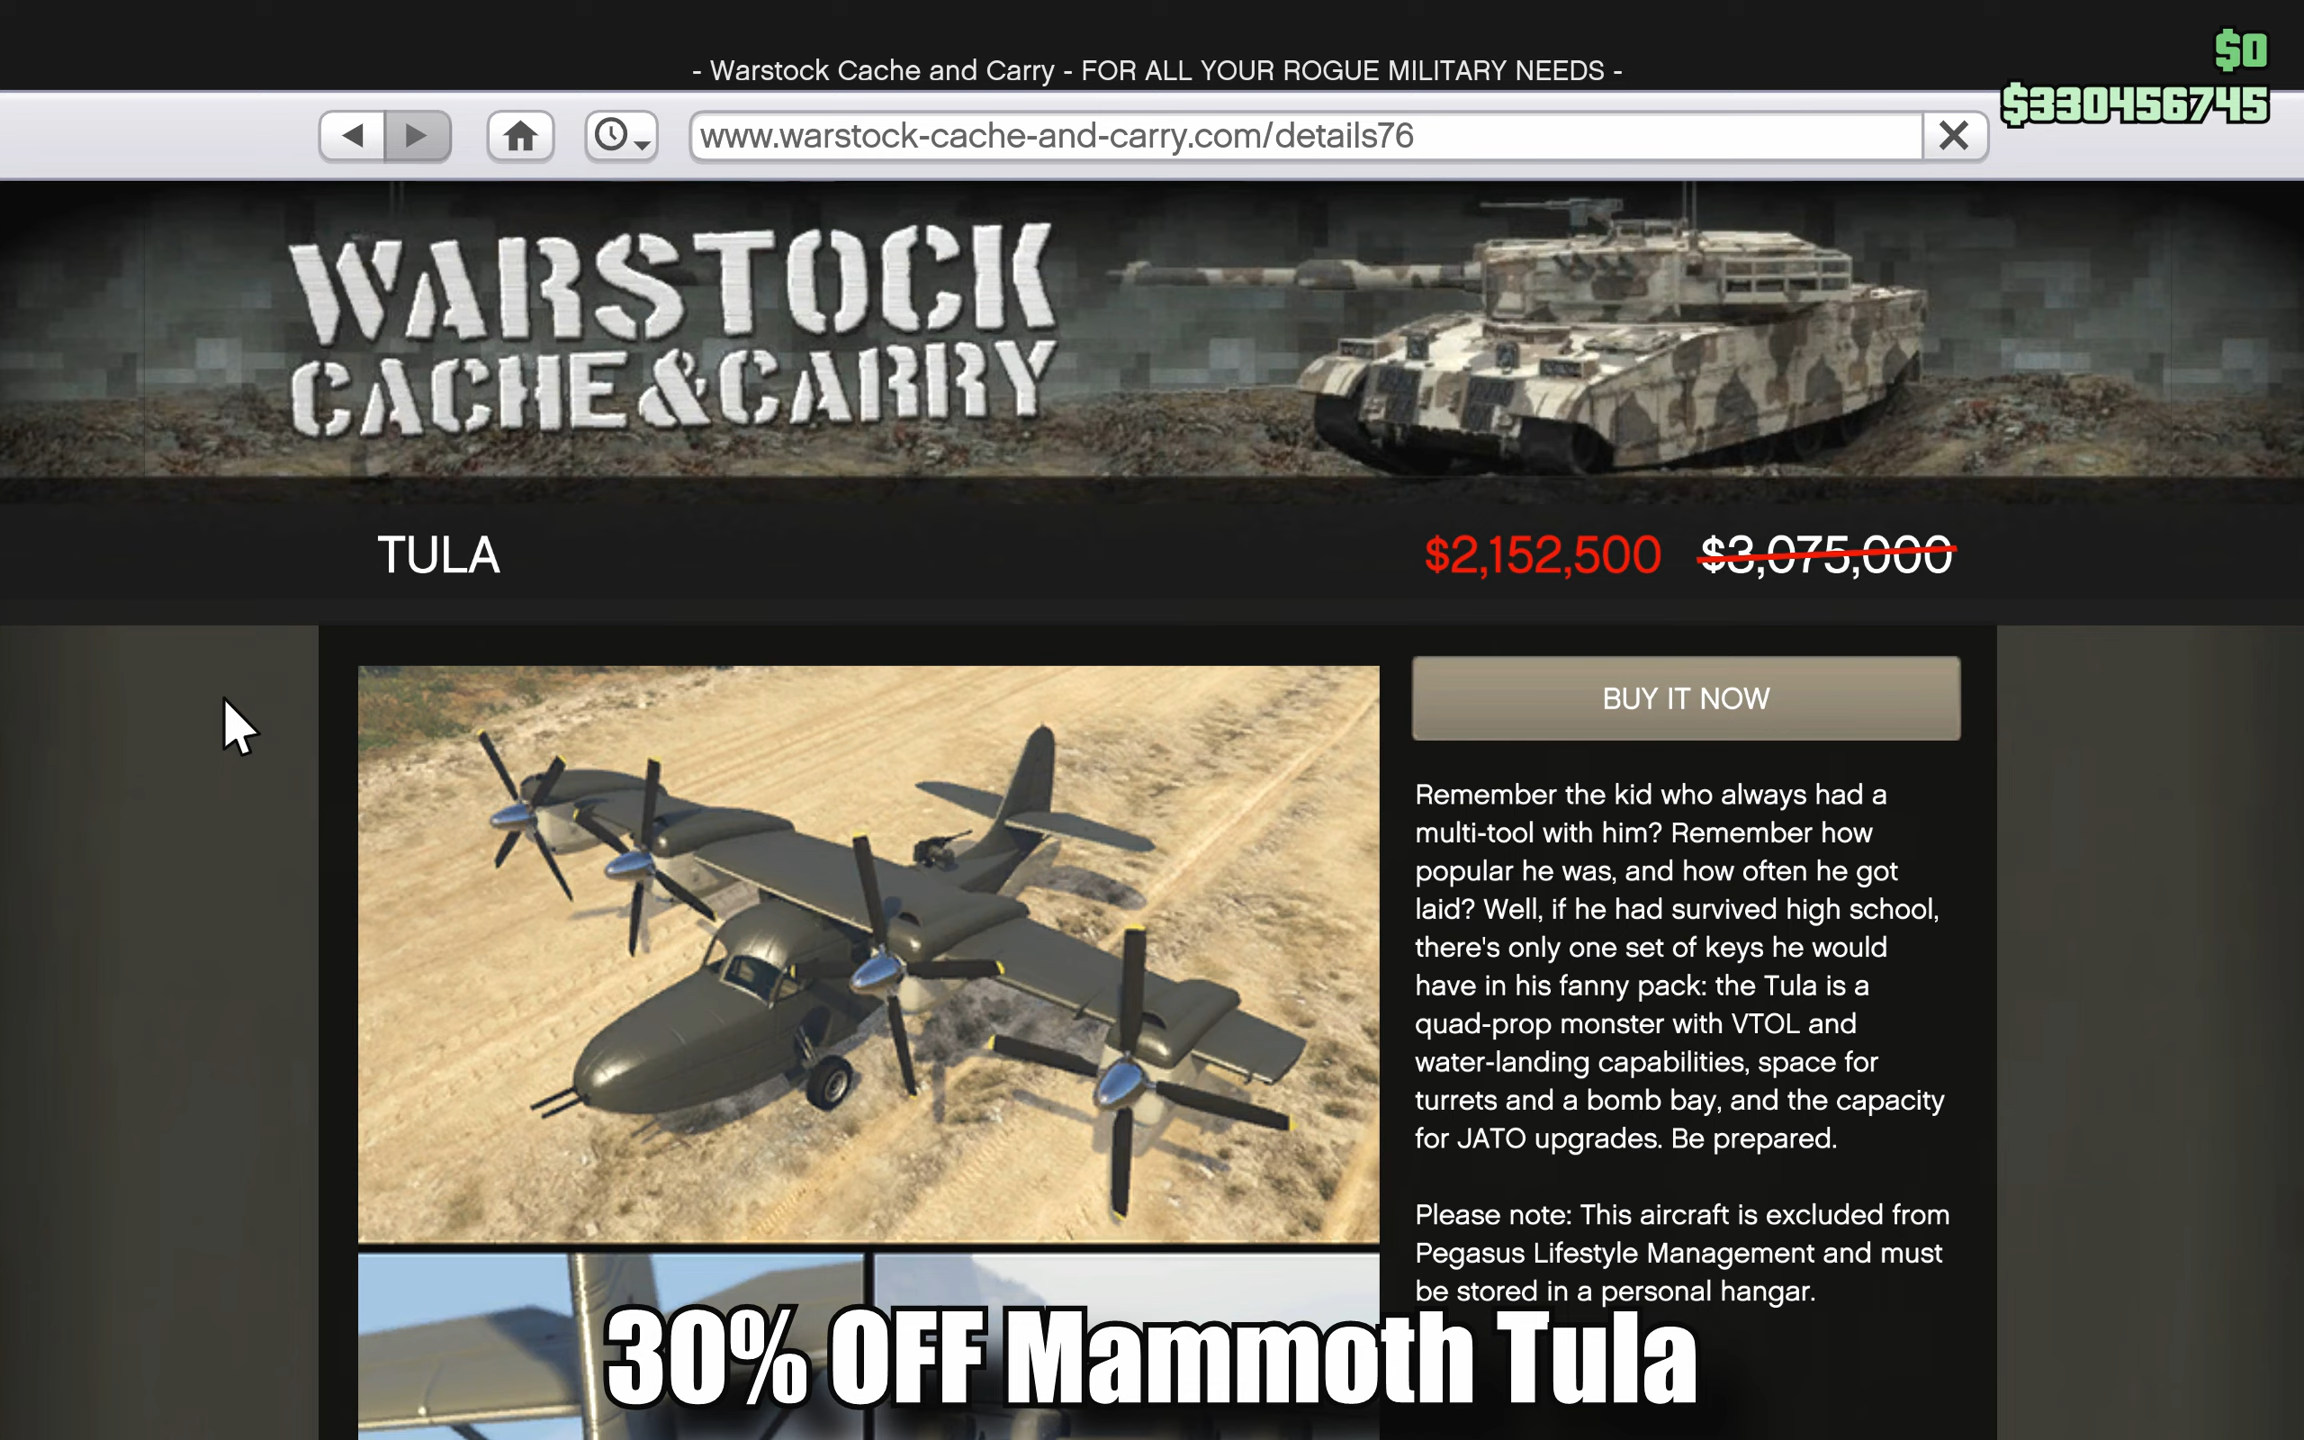 - Warstock Cache and Carry - FOR ALL YOUR ROGUE MILITARY NEEDS -
$0
$330456745
www.warstock-cache-and-carry.com/details76
WARSTOCK
CACHE&CARRY
TULA
$2,152,500 $3,075,000
BUY IT NOW
Remember the kid who always had a
multi-tool with him? Remember how
popular he was, and how often he got
laid? Well, if he had survived high school,
there's only one set of keys he would
have in his fanny pack: the Tula is a
quad-prop monster with VTOL and
water-landing capabilities, space for
turrets and a bomb bay, and the capacity
for JATO upgrades. Be prepared.
Please note: This aircraft is excluded from
Pegasus Lifestyle Management and must
be stored in a personal hangar.
30% OFF Mammoth Tula